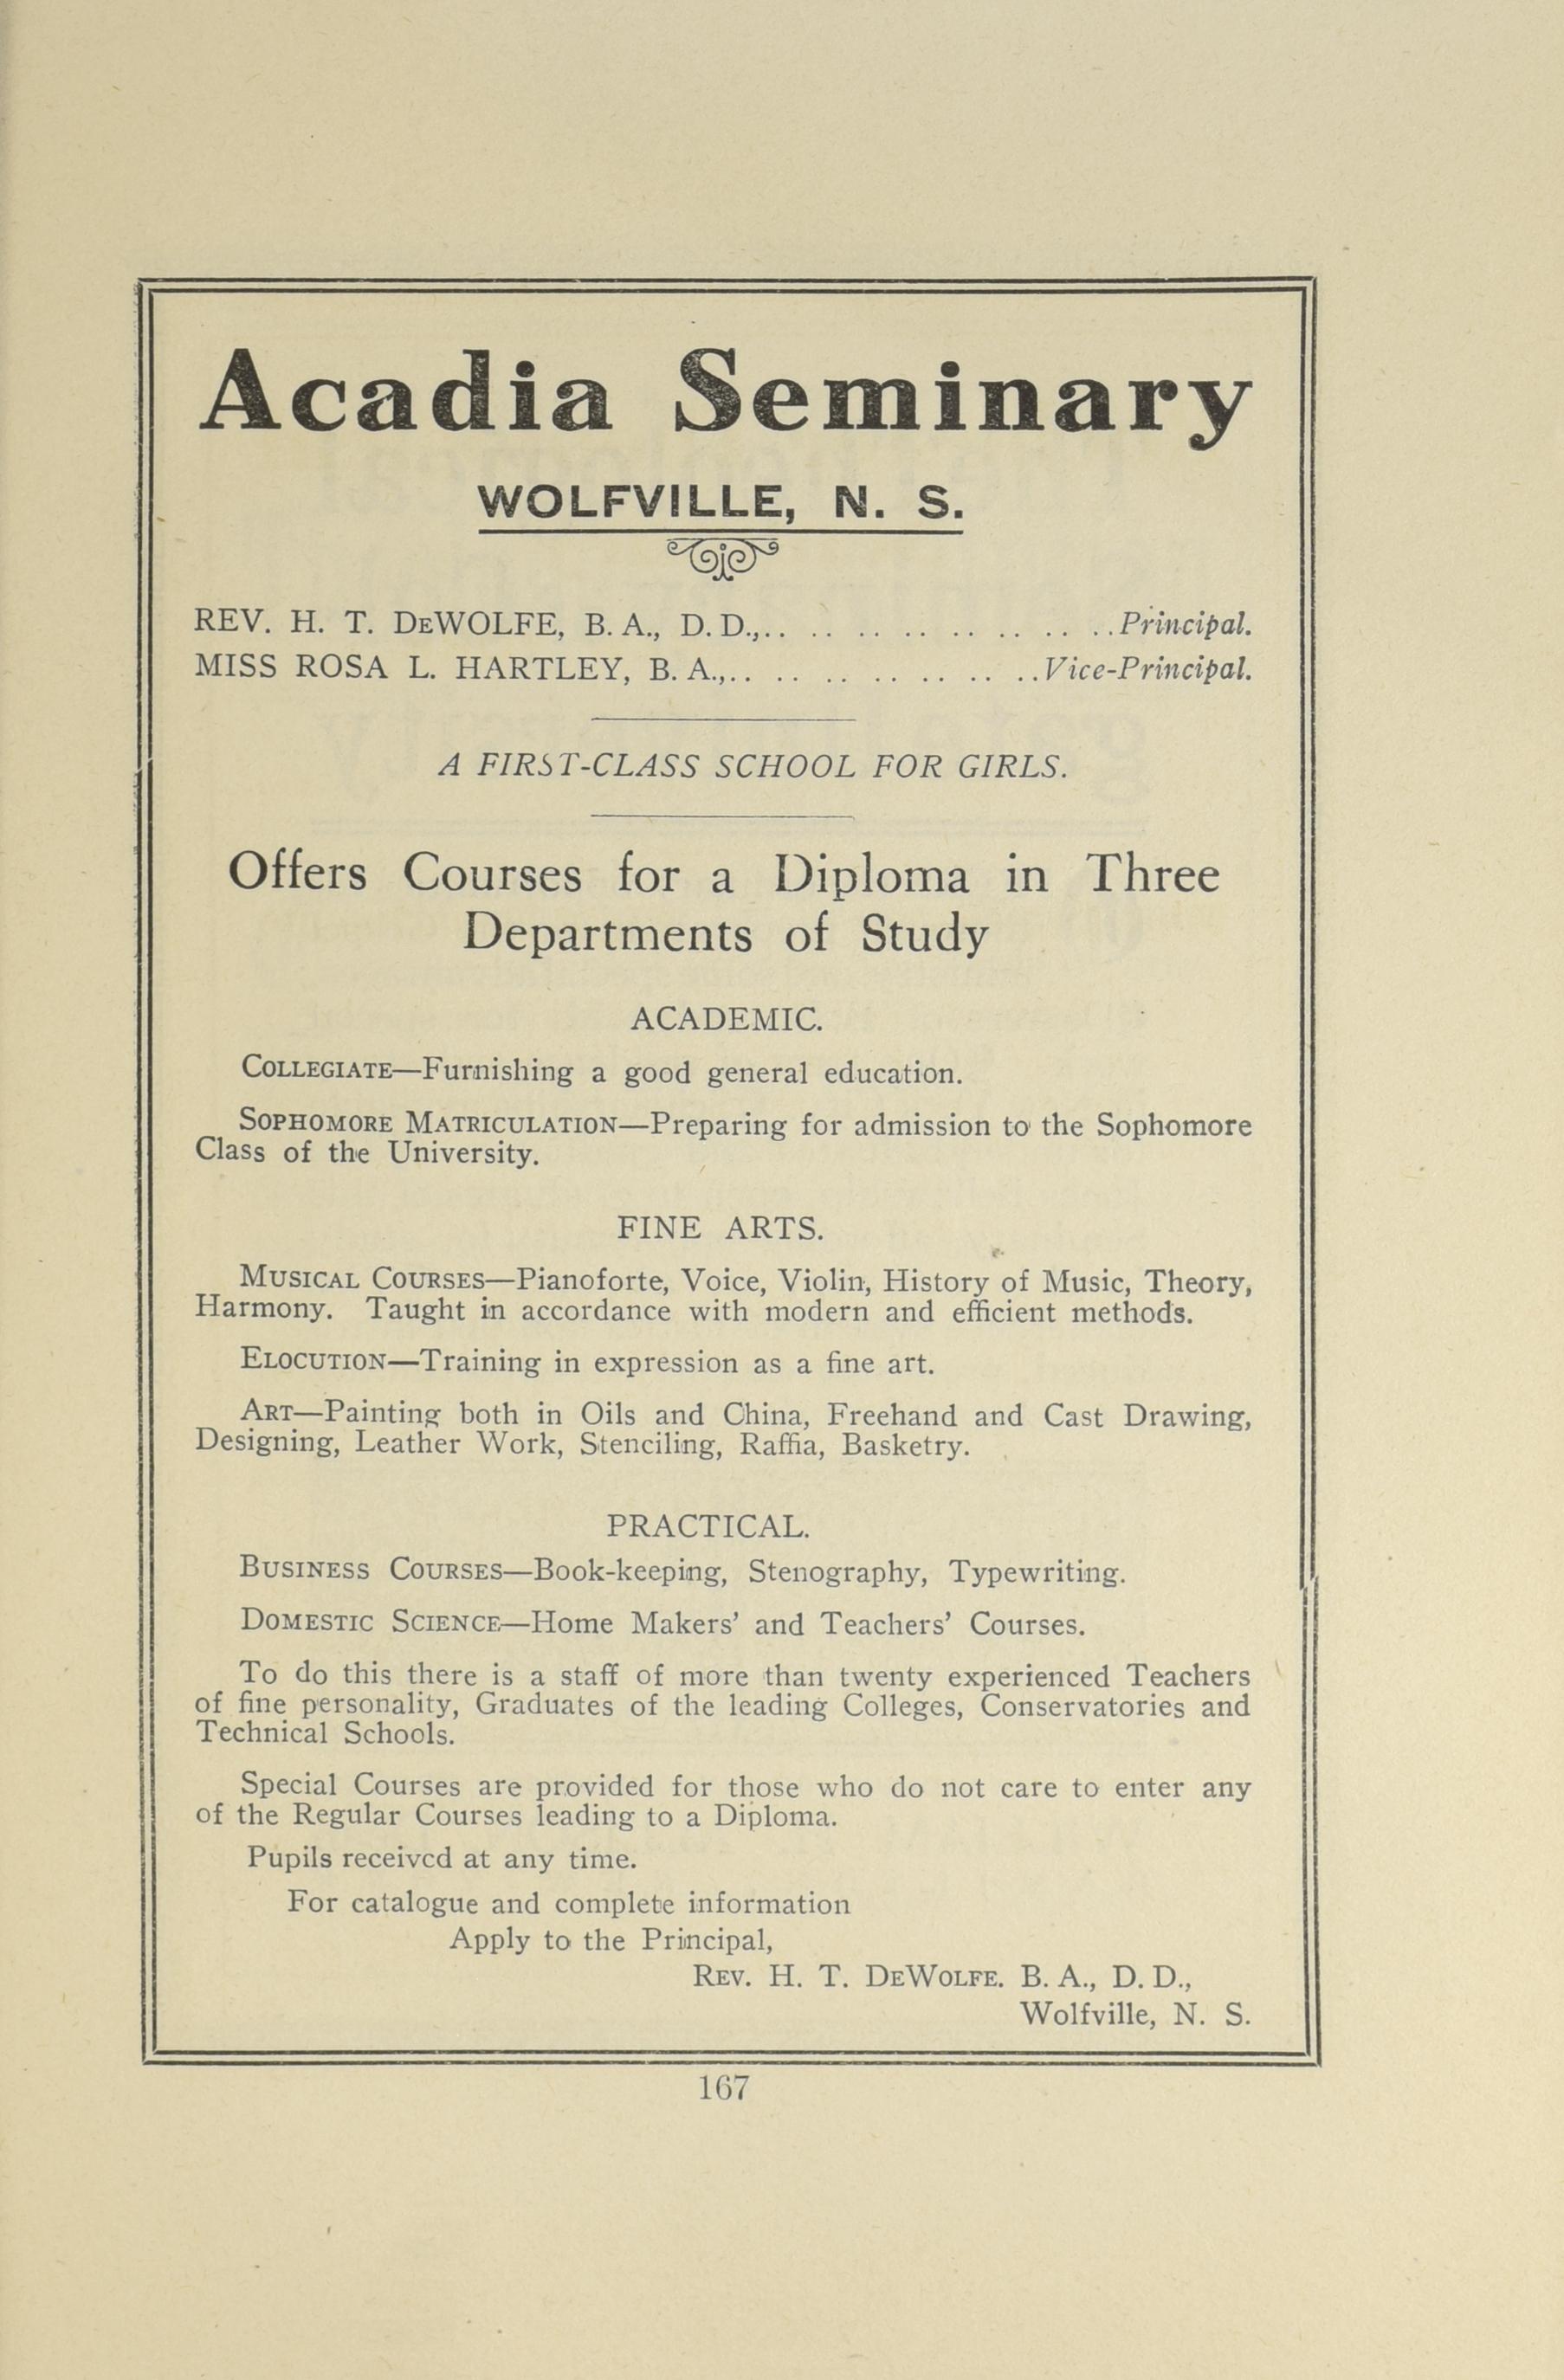 Acadia Seminary
WOLFVILLE, N. S.
REV. H. T. DEWOLFE, B. A., D. D.,.. .. .. .. .. .. .. ..Principal.
MISS ROSA L. HARTLEY, B. A.,.. .. .. .. .. .. ..Vice-Principal.
A FIRST-CLASS SCHOOL FOR GIRLS.
Offers Courses for a Diploma in Three
Departments of Study
ACADEMIC.
COLLEGIATE—Furnishing a good general education.
SOPHOMORE MATRICULATION—Preparing for admission to the Sophomore
Class of the University.
FINE ARTS.
MUSICAL COURSES—Pianoforte, Voice, Violin, History of Music, Theory,
Harmony. Taught in accordance with modern and efficient methods.
ELOCUTION—Training in expression as a fine art.
ART—Painting both in Oils and China, Freehand and Cast Drawing,
Designing, Leather Work, Stenciling, Raffia, Basketry.
PRACTICAL.
BUSINESS COURSES—Book-keeping, Stenography, Typewriting.
DOMESTIC SCIENCE—Home Makers' and Teachers' Courses.
To do this there is a staff of more than twenty experienced Teachers
of fine personality, Graduates of the leading Colleges, Conservatories and
Technical Schools.
Special Courses are provided for those who do not care to enter any
of the Regular Courses leading to a Diploma.
Pupils received at any time.
For catalogue and complete information
Apply to the Principal,
REV. H. T. DEWOLFE. B. A., D. D.,
Wolfville, N. S.
167